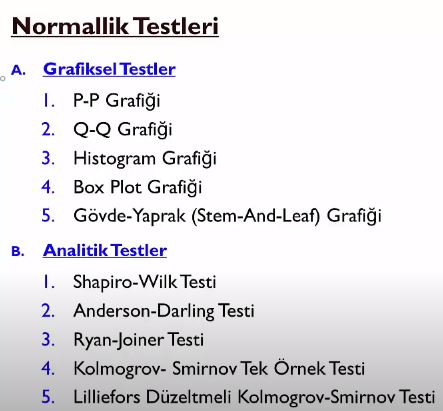 Normallik Testleri
A. Grafiksel Testler
1. P-P Grafiği
2. Q-Q Grafiği
3. Histogram Grafiği
4. Box Plot Grafiği
5. Gövde-Yaprak (Stem-And-Leaf) Grafiği
B. Analitik Testler
1. Shapiro-Wilk Testi
2. Anderson-Darling Testi
3. Ryan-Joiner Testi
4. Kolmogrov- Smirnov Tek Örnek Testi
5. Lilliefors Düzeltmeli Kolmogrov-Smirnov Testi